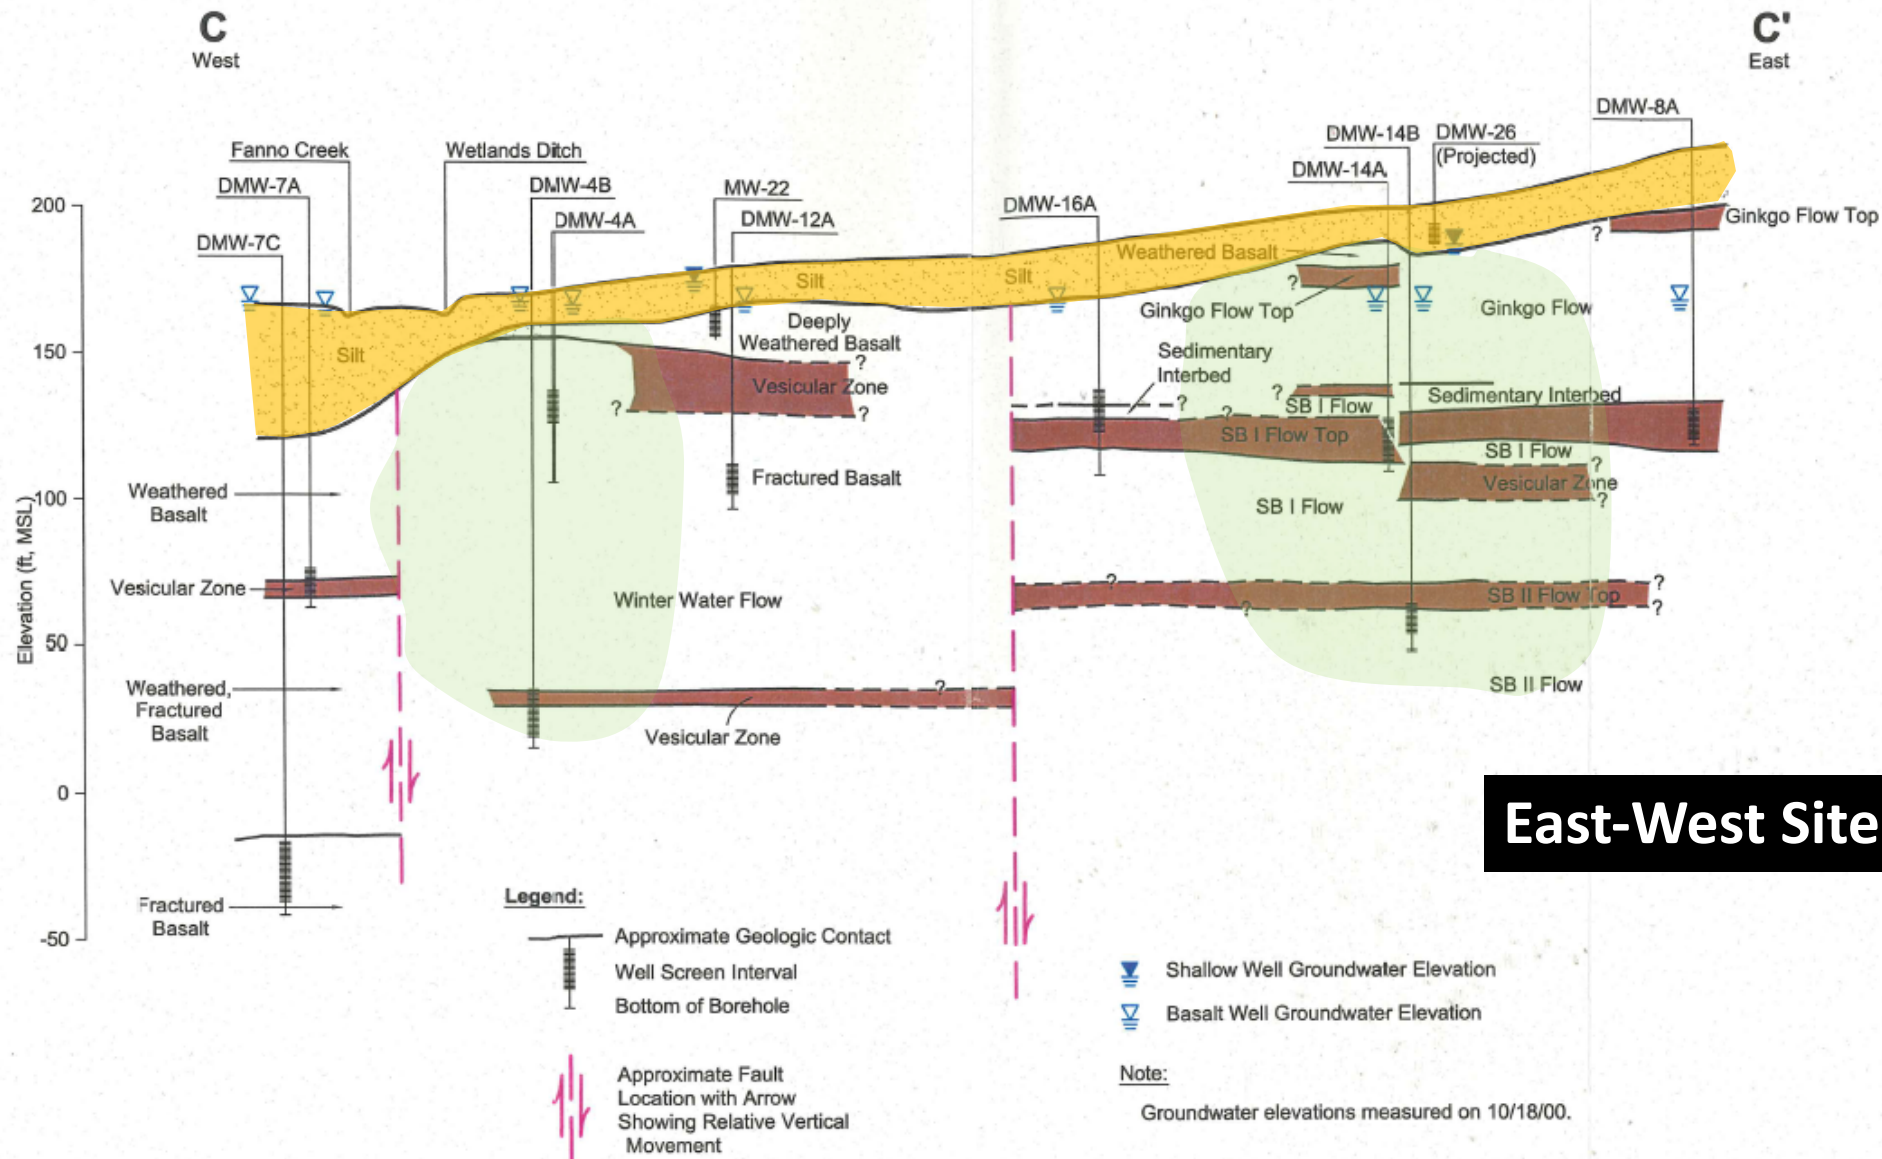 C
West
C'
East
Fanno Creek
Wetlands Ditch
DMW-7A
DMW-7C
DMW-4B
DMW-4A
MW-22
DMW-12A
DMW-16A
DMW-14B
DMW-14A
DMW-26
(Projected)
DMW-8A
200
150
100
50
0
-50
Elevation (ft, MSL)
Silt
Silt
Silt
Weathered Basalt
Ginkgo Flow Top
?
?
Ginkgo Flow Top
Ginkgo Flow
Deeply
Weathered Basalt
?
Vesicular Zone
?
?
Sedimentary
Interbed
?
?
?
SB I Flow
Sedimentary Interbed
SB I Flow Top
SB I Flow
?
Vesicular Zone
?
Fractured Basalt
SB I Flow
Weathered
Basalt
Vesicular Zone
Winter Water Flow
?
?
SB II Flow Top
?
?
SB II Flow
Weathered,
Fractured
Basalt
?
Vesicular Zone
East-West Site
Fractured
Basalt
Legend:
Approximate Geologic Contact
Well Screen Interval
Bottom of Borehole
Approximate Fault
Location with Arrow
Showing Relative Vertical
Movement
Shallow Well Groundwater Elevation
Basalt Well Groundwater Elevation
Note:
Groundwater elevations measured on 10/18/00.